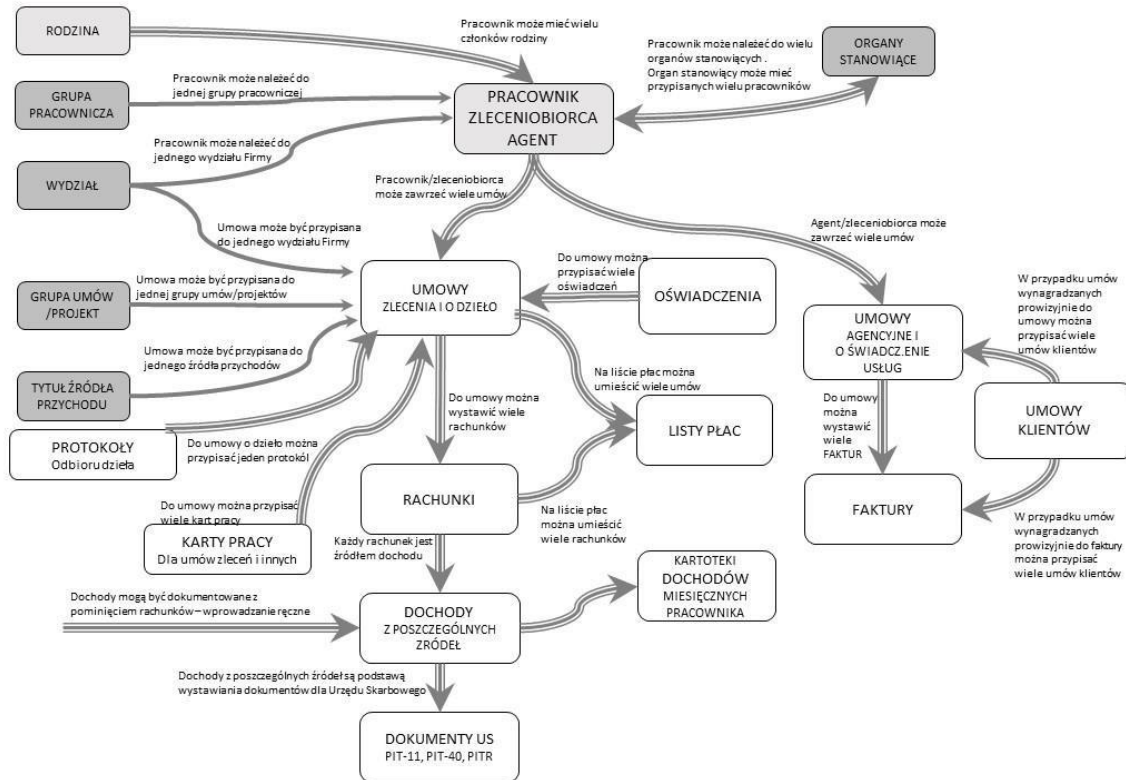 RODZINA
Pracownik może mieć wielu
członków rodziny
Pracownik może należeć do wielu
organów stanowiących .
Organ stanowiący może mieć
przypisanych wielu pracowników
ORGANY
STANOWIĄCE
GRUPA
PRACOWNICZA
Pracownik może należeć do
jednej grupy pracowniczej
PRACOWNIK
ZLECENIOBIORCA
AGENT
Pracownik może należeć do
jednego wydziału Firmy
WYDZIAŁ
Pracownik/zleceniobiorca
może zawrzeć wiele umów
Umowa może być przypisana
do jednego wydziału Firmy
Agent/zleceniobiorca może
zawrzeć wiele umów
GRUPA UMÓW
/PROJEKT
Umowa może być przypisana do
jednej grupy umów/projektów
UMOWY
ZLECENIA I O DZIEŁO
Do umowy można
przypisać wiele
oświadczeń
OŚWIADCZENIA
UMOWY
AGENCYJNE I
O ŚWIADCZ.ENIE
USŁUG
W przypadku umów
wynagradzanych
prowizyjnie do
umowy można
przypisać wiele
umów klientów
TYTUŁ ŹRÓDŁA
PRZYCHODU
Umowa może być przypisana do
jednego źródła przychodów
Na liście płac można
umieścić wiele umów
Do umowy można
wystawić wiele
rachunków
LISTY PŁAC
Do umowy
można
wystawić
wiele
FAKTUR
UMOWY
KLIENTÓW
PROTOKOŁY
Odbioru dzieła
Do umowy o dzieło można
przypisać jeden protokól
RACHUNKI
FAKTURY
Do umowy można przypisać
wiele kart pracy
KARTY PRACY
Dla umów zleceń i innych
Na liście płac
można umieścić
wiele rachunków
Każdy rachunek jest
źródłem dochodu
W przypadku umów
wynagradzanych
prowizyjnie do faktury
można przypisać
wiele umów klientów
KARTOTEKI
DOCHODÓW
MIESIĘCZNYCH
PRACOWNIKA
Dochody mogą być dokumentowane z
pominięciem rachunków – wprowadzanie ręczne
DOCHODY
Z POSZCZEGÓLNYCH
ZRÓDEŁ
Dochody z poszczególnych źródeł są podstawą
wystawiania dokumentów dla Urzędu Skarbowego
DOKUMENTY US
PIT-11, PIT-40, PITR